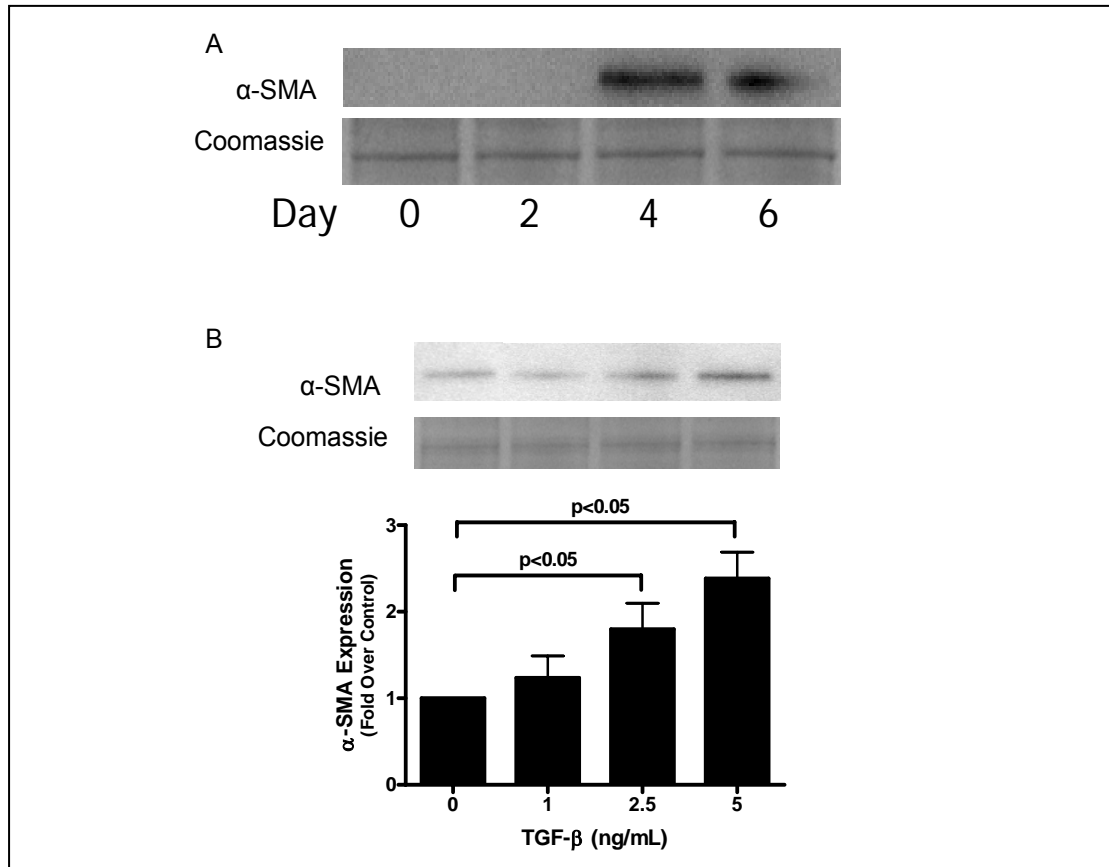 A
α-SMA
Coomassie
Day 0 2 4 6
B
α-SMA
Coomassie
p<0.05
p<0.05
α-SMA Expression
(Fold Over Control)
3
2
1
0
0 1 2.5 5
TGF-β (ng/mL)